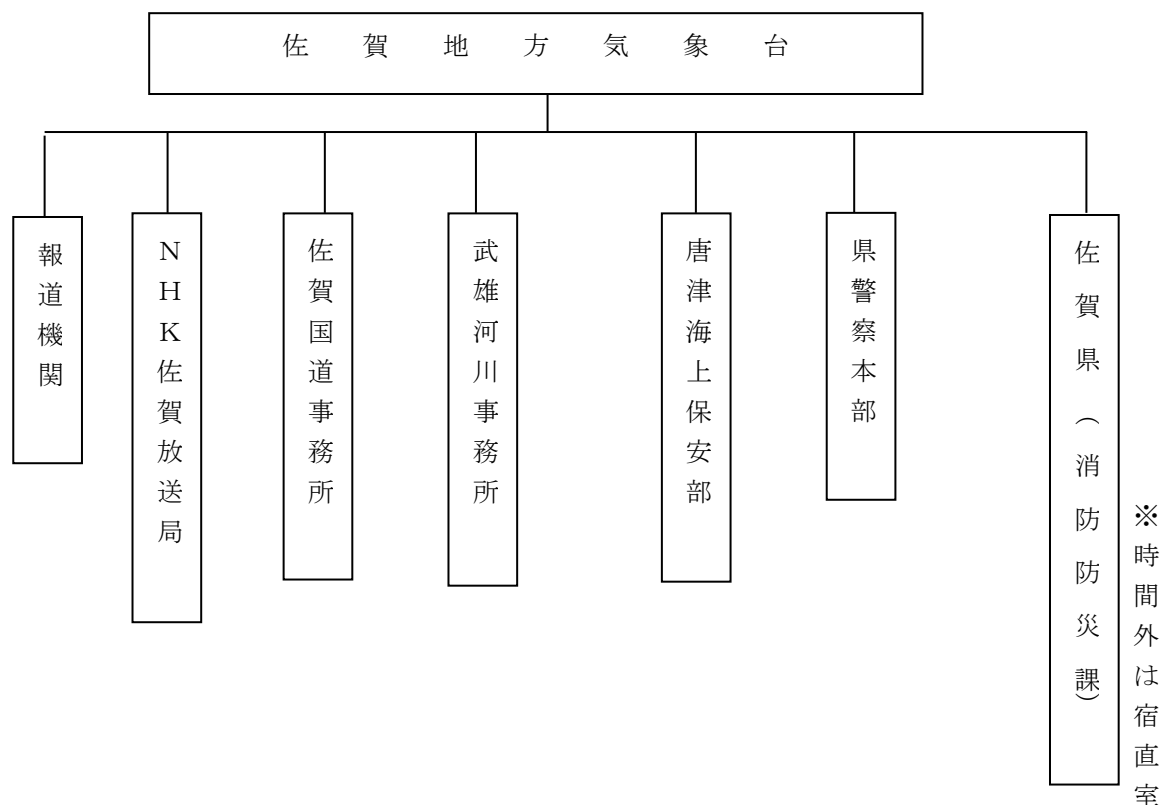 佐賀地方気象台
報道機関
NHK佐賀放送局
佐賀国道事務所
武雄河川事務所
唐津海上保安部
県警察本部
佐賀県(消防防災課)
※時間外は宿直室